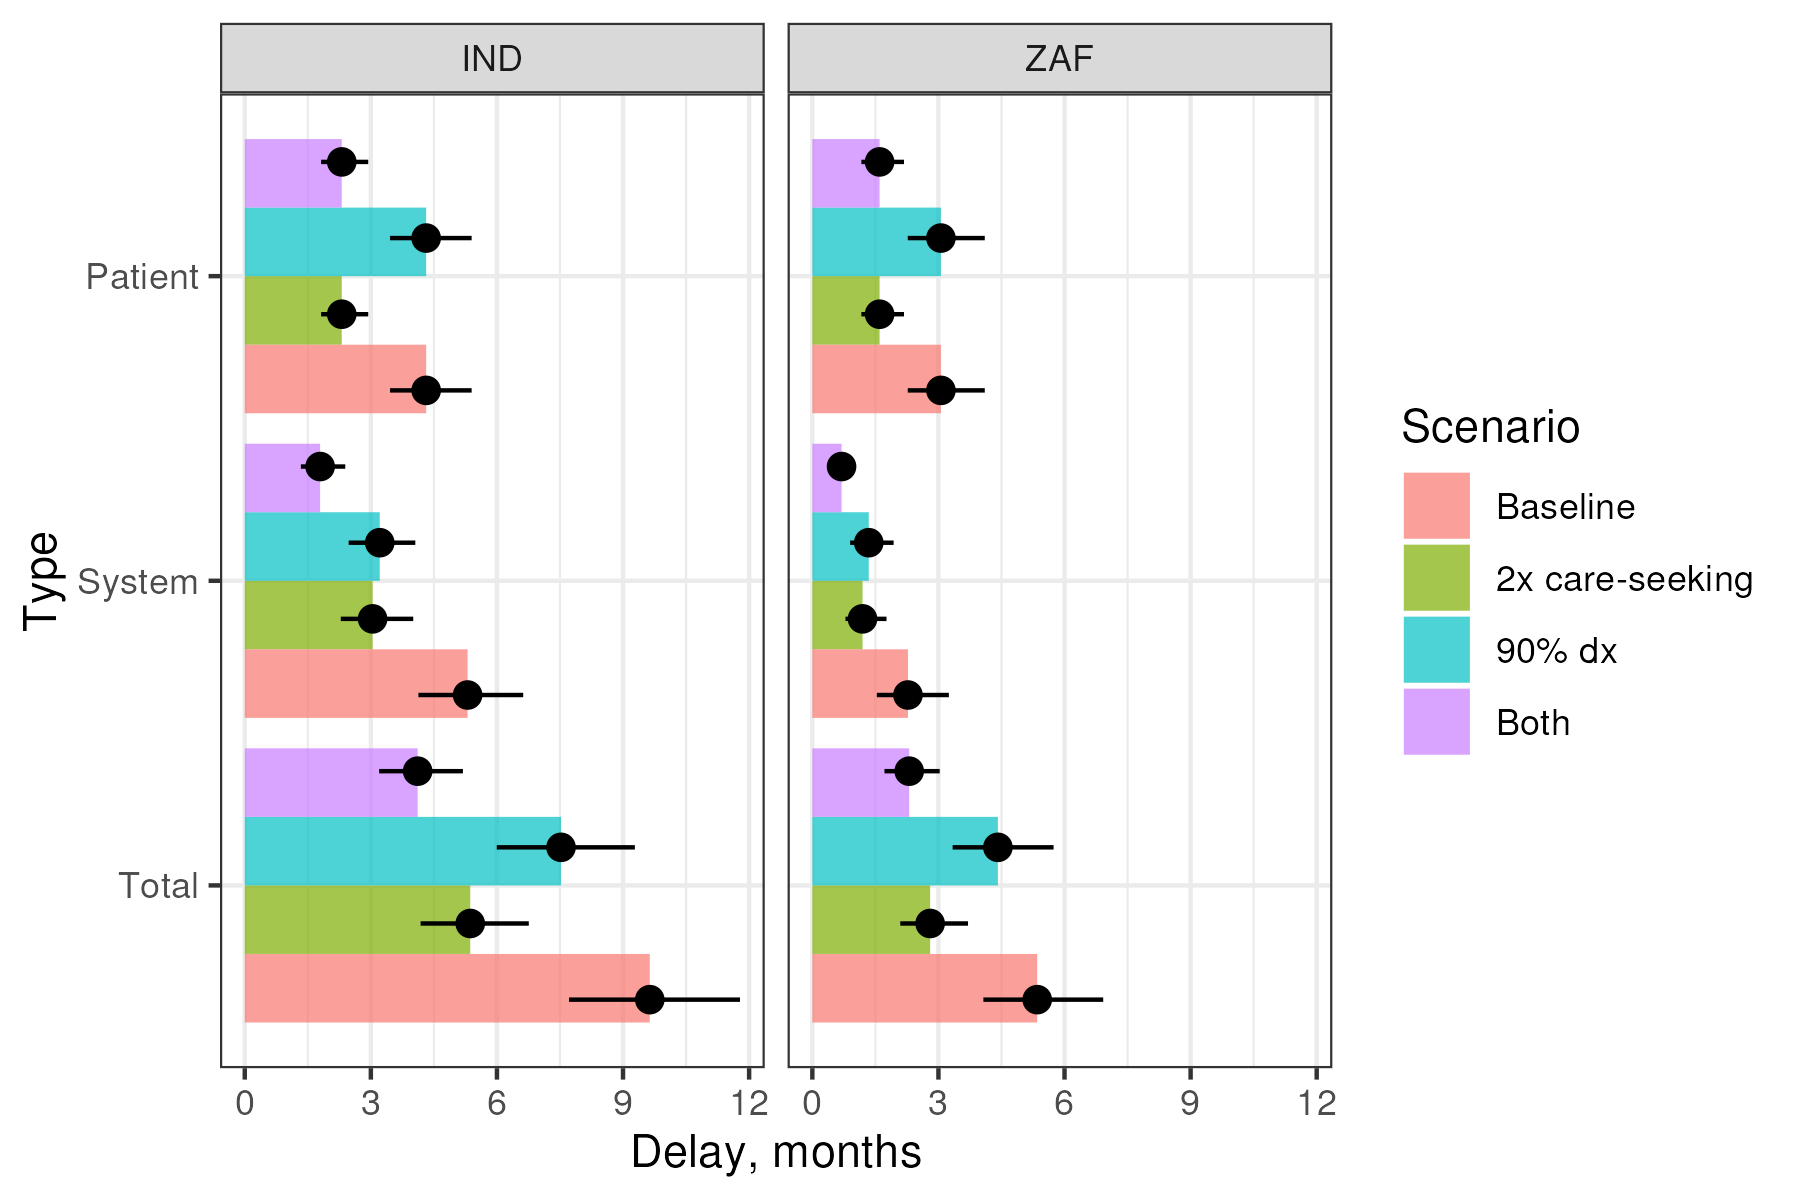 IND
ZAF
Patient
System
Total
Type
0 3 6 9 12
0 3 6 9 12
Delay, months
Scenario
Baseline
2x care-seeking
90% dx
Both